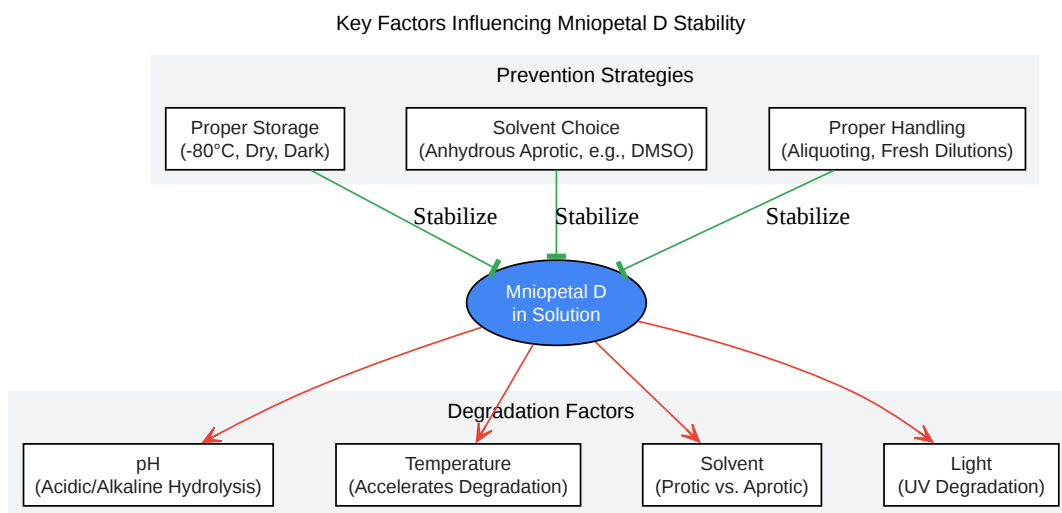 Key Factors Influencing Mniopetal D Stability
Prevention Strategies
Proper Storage
(-80°C, Dry, Dark)
Solvent Choice
(Anhydrous Aprotic, e.g., DMSO)
Proper Handling
(Aliquoting, Fresh Dilutions)
Stabilize
Stabilize
Stabilize
Mniopetal D
in Solution
Degradation Factors
pH
(Acidic/Alkaline Hydrolysis)
Temperature
(Accelerates Degradation)
Solvent
(Protic vs. Aprotic)
Light
(UV Degradation)